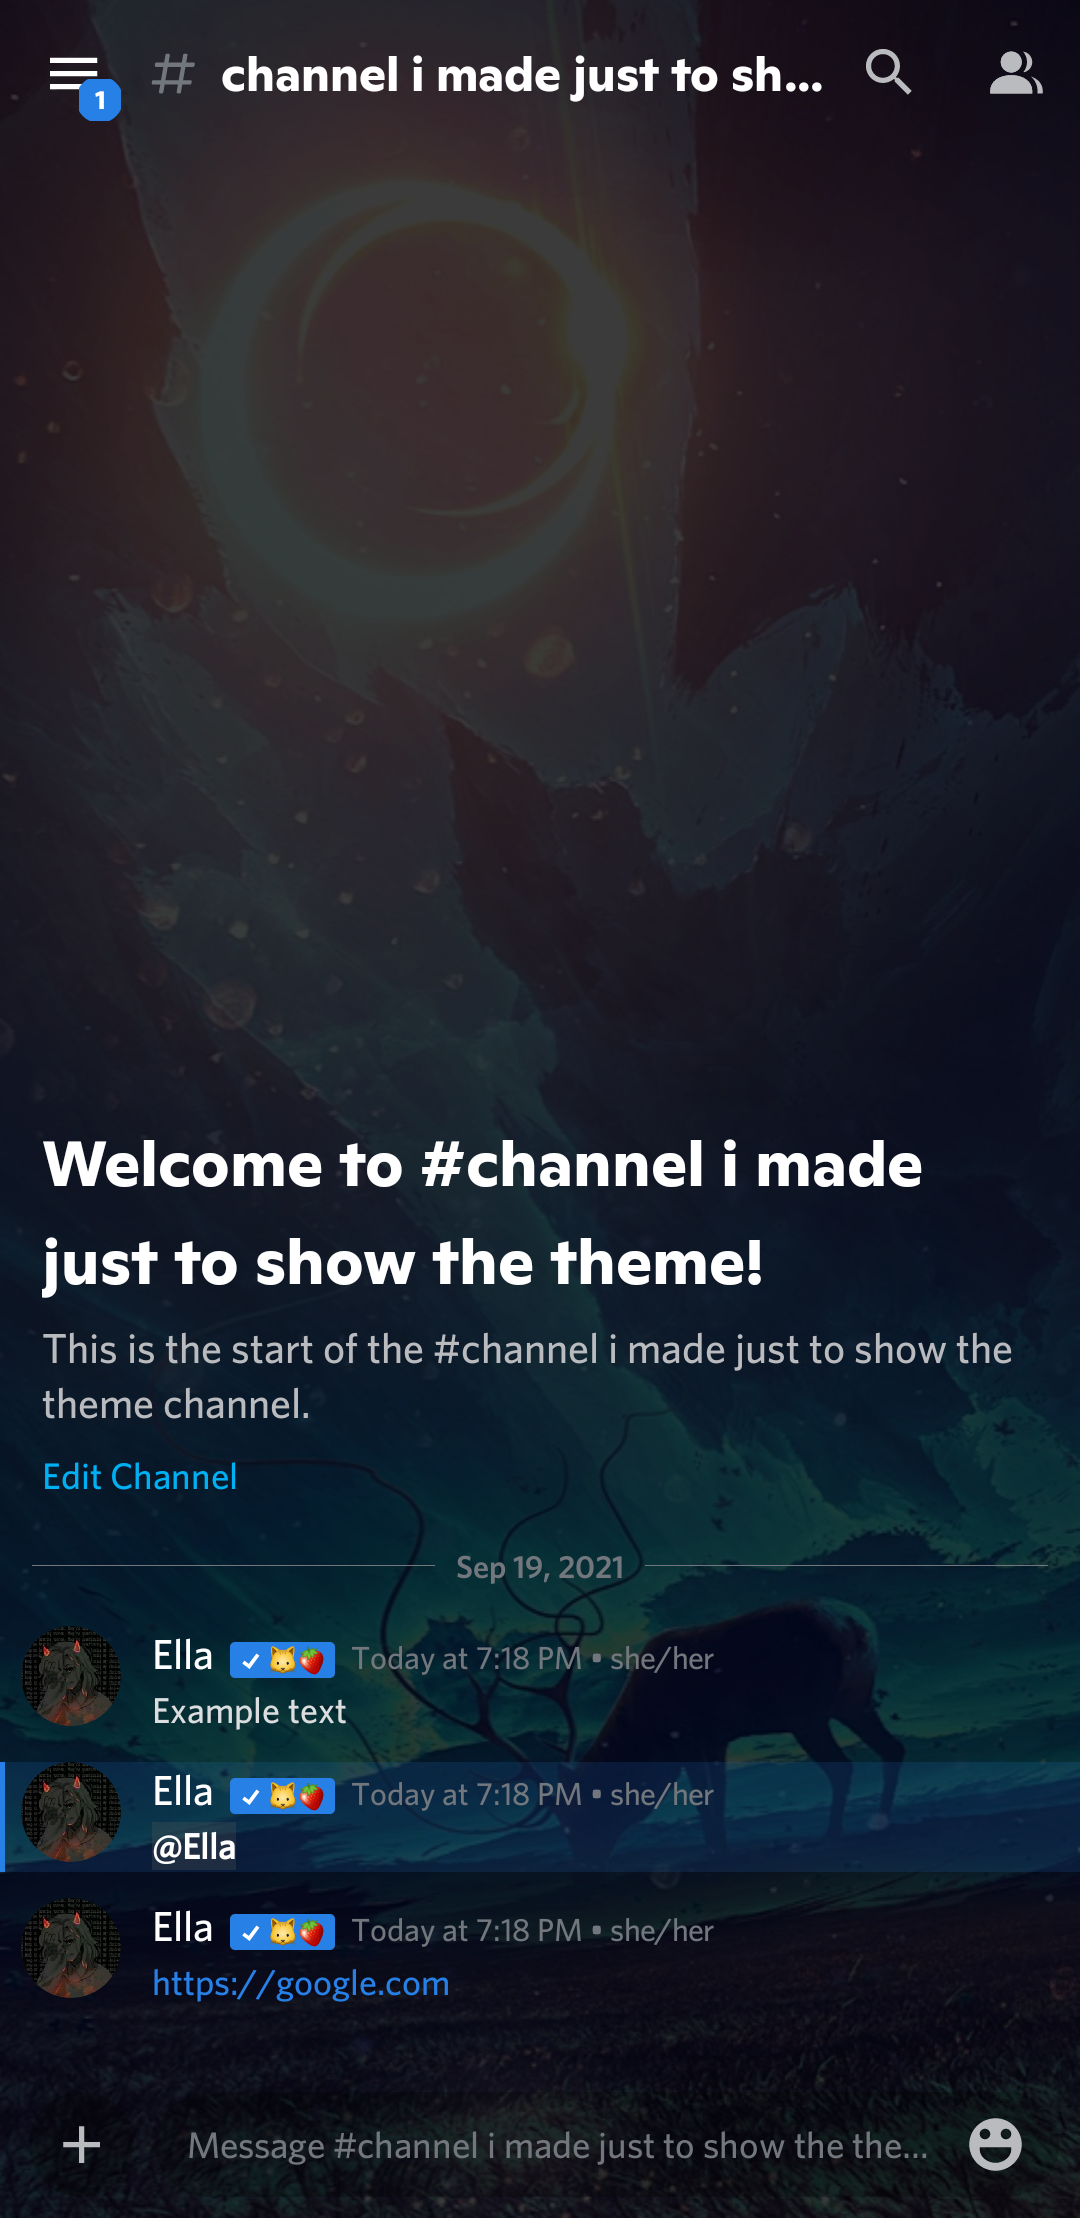 1
# channel i made just to sh...
Welcome to #channel i made
just to show the theme!
This is the start of the #channel i made just to show the
theme channel.
Edit Channel
Sep 19, 2021
Ella ✓ 🐱🍓 Today at 7:18 PM • she/her
Example text
Ella ✓ 🐱🍓 Today at 7:18 PM • she/her
@Ella
Ella ✓ 🐱🍓 Today at 7:18 PM • she/her
https://google.com
Message #channel i made just to show the the...